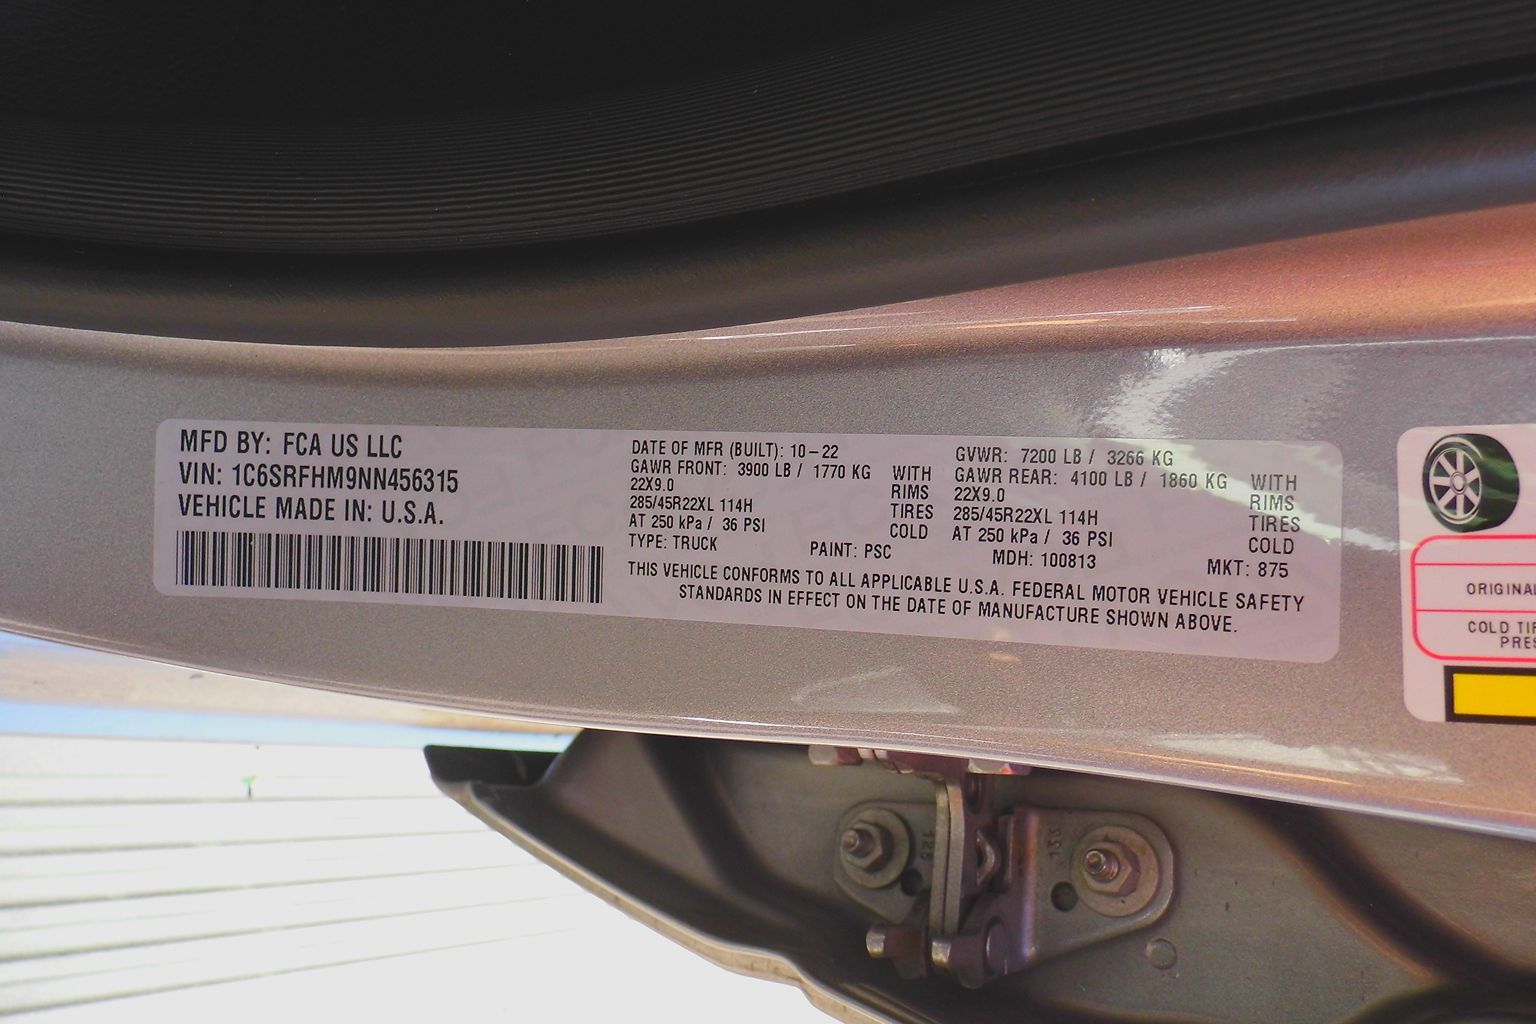 MFD BY: FCA US LLC
VIN: 1C6SRFHM9NN456315
VEHICLE MADE IN: U.S.A.
DATE OF MFR (BUILT): 10-22
GAWR FRONT: 3900 LB / 1770 KG WITH
22X9.0 RIMS
285/45R22XL 114H TIRES
AT 250 kPa / 36 PSI COLD
TYPE: TRUCK PAINT: PSC
GVWR: 7200 LB / 3266 KG
GAWR REAR: 4100 LB / 1860 KG WITH
22X9.0 RIMS
285/45R22XL 114H TIRES
AT 250 kPa / 36 PSI COLD
MDH: 100813 MKT: 875
THIS VEHICLE CONFORMS TO ALL APPLICABLE U.S.A. FEDERAL MOTOR VEHICLE SAFETY
STANDARDS IN EFFECT ON THE DATE OF MANUFACTURE SHOWN ABOVE.
ORIGINAL
COLD TI
PRES